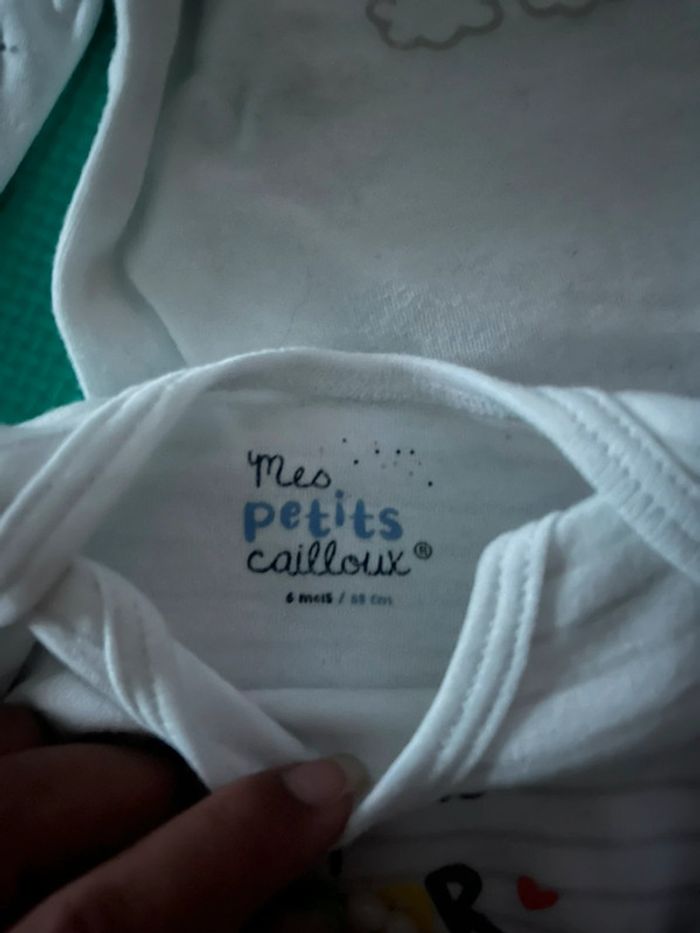 Mes
petits
cailloux®
6 mois / 68 cm
R